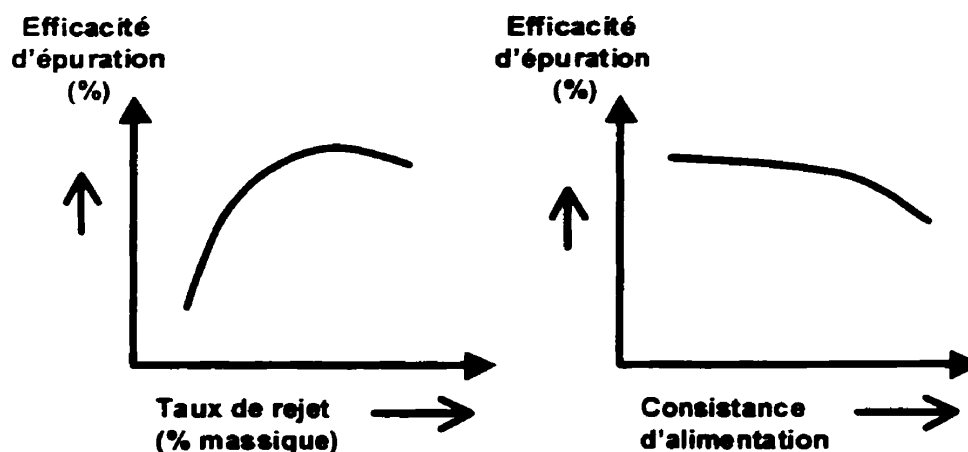 Efficacité
d'épuration
(%)
Taux de rejet
(% massique)
Efficacité
d'épuration
(%)
Consistance
d'alimentation